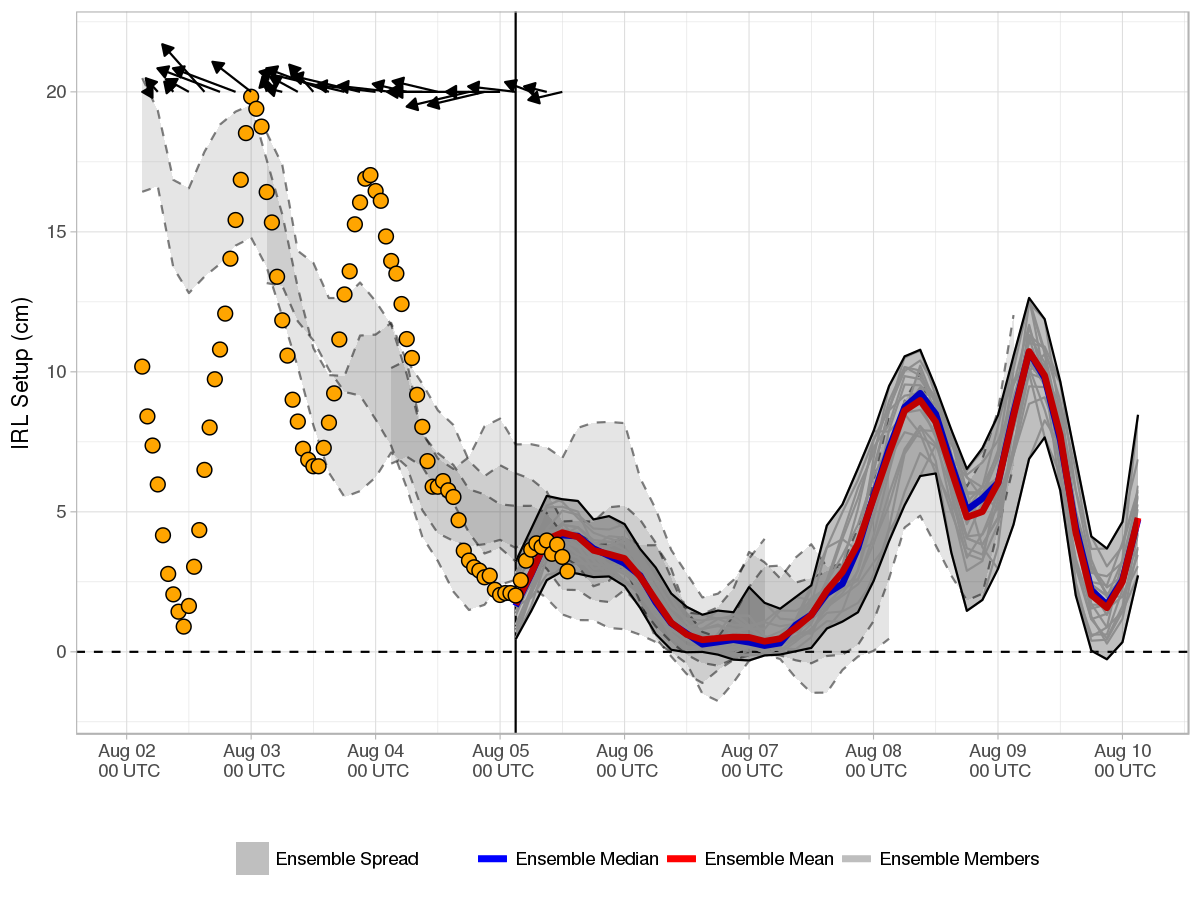 IRL Setup (cm)
20
15
10
5
0
Aug 02 Aug 03 Aug 04 Aug 05 Aug 06 Aug 07 Aug 08 Aug 09 Aug 10
00 UTC 00 UTC 00 UTC 00 UTC 00 UTC 00 UTC 00 UTC 00 UTC 00 UTC
Ensemble Spread Ensemble Median Ensemble Mean Ensemble Members